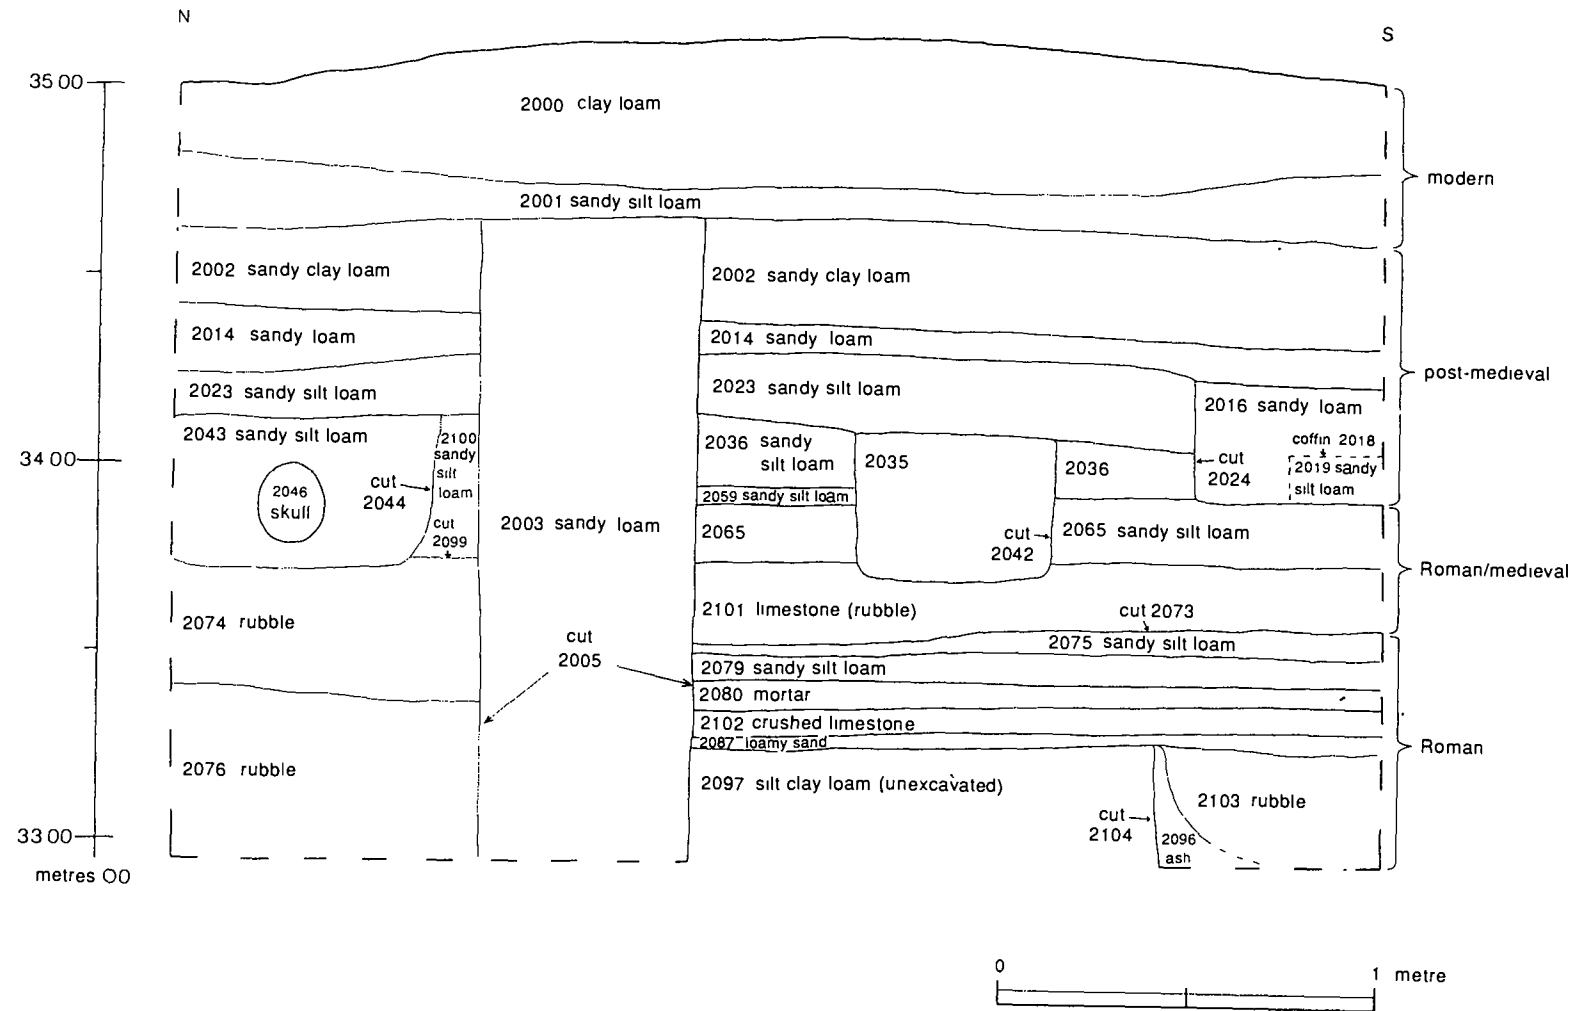 N
S
35 00
34 00
33 00
metres OD
2000 clay loam
2001 sandy silt loam
modern
2002 sandy clay loam
2002 sandy clay loam
2014 sandy loam
2014 sandy loam
2023 sandy silt loam
2023 sandy silt loam
2016 sandy loam
post-medieval
2043 sandy silt loam
2100
sandy
silt
loam
2046
skull
cut
2044
cut
2099
2036 sandy
silt loam
2035
2036
cut
2024
coffin 2018
2019 sandy
silt loam
2059 sandy silt loam
2003 sandy loam
2065
cut
2042
2065 sandy silt loam
Roman/medieval
2074 rubble
2101 limestone (rubble)
cut 2073
cut
2005
2075 sandy silt loam
2079 sandy silt loam
2080 mortar
2102 crushed limestone
2087 loamy sand
Roman
2076 rubble
2097 silt clay loam (unexcavated)
2103 rubble
cut
2104
2096
ash
0
1 metre